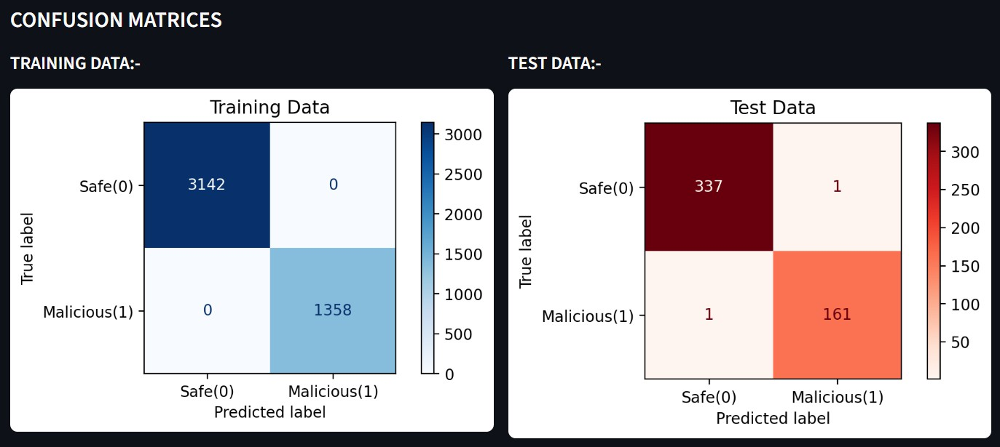 CONFUSION MATRICES
TRAINING DATA:-
Training Data
Safe(0)
Malicious(1)
True label
3142
0
0
1358
Safe(0)
Malicious(1)
Predicted label
3000
2500
2000
1500
1000
500
0
TEST DATA:-
Test Data
Safe(0)
Malicious(1)
True label
337
1
1
161
Safe(0)
Malicious(1)
Predicted label
300
250
200
150
100
50